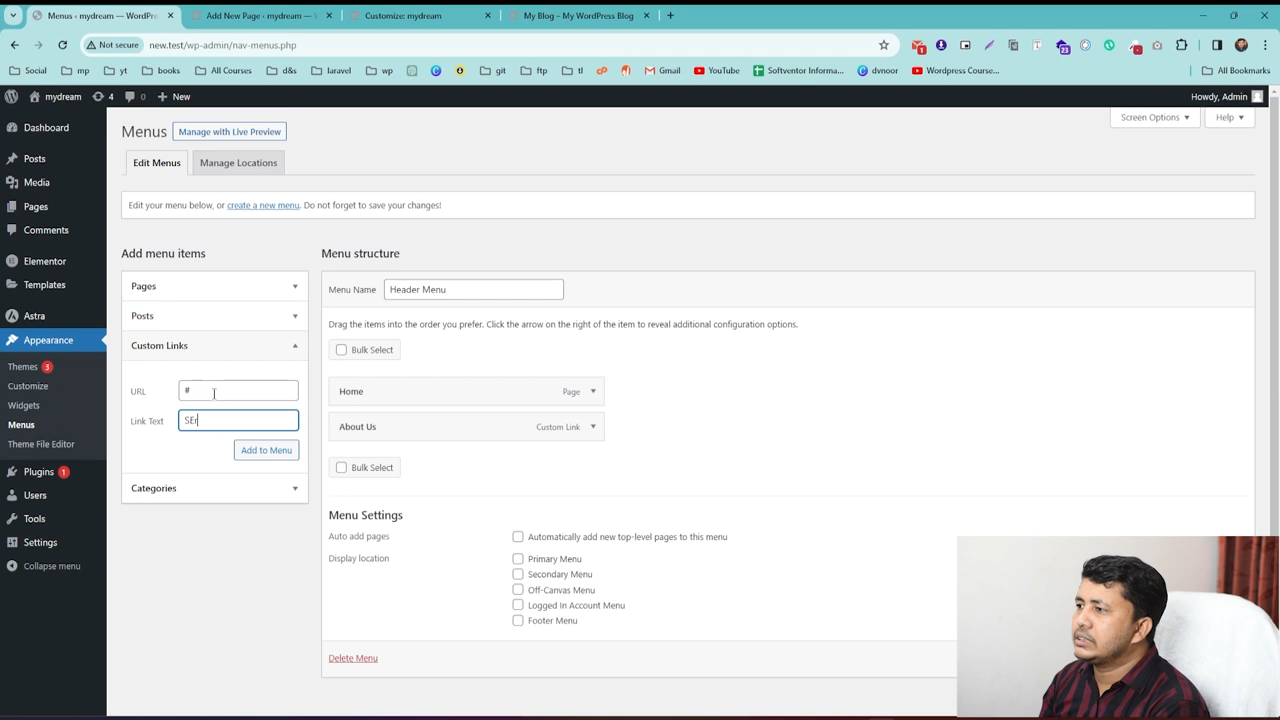 Menus ‹ mydream — WordPre
Add New Page ‹ mydream — V
Customize: mydream
My Blog – My WordPress Blog
Not secure
new.test/wp-admin/nav-menus.php
Social
mp
yt
books
All Courses
d&s
laravel
wp
git
ftp
tl
Gmail
YouTube
Softventor Informa...
dvnoor
Wordpress Course...
All Bookmarks
mydream
4
0
New
Howdy, Admin
Dashboard
Posts
Media
Pages
Comments
Elementor
Templates
Astra
Appearance
Themes 3
Customize
Widgets
Menus
Theme File Editor
Plugins 1
Users
Tools
Settings
Collapse menu
Menus
Manage with Live Preview
Screen Options
Help
Edit Menus
Manage Locations
Edit your menu below, or create a new menu. Do not forget to save your changes!
Add menu items
Pages
Posts
Custom Links
URL
#
Link Text
SEr
Add to Menu
Categories
Menu structure
Menu Name
Header Menu
Drag the items into the order you prefer. Click the arrow on the right of the item to reveal additional configuration options.
Bulk Select
Home
Page
About Us
Custom Link
Bulk Select
Menu Settings
Auto add pages
Automatically add new top-level pages to this menu
Display location
Primary Menu
Secondary Menu
Off-Canvas Menu
Logged In Account Menu
Footer Menu
Delete Menu